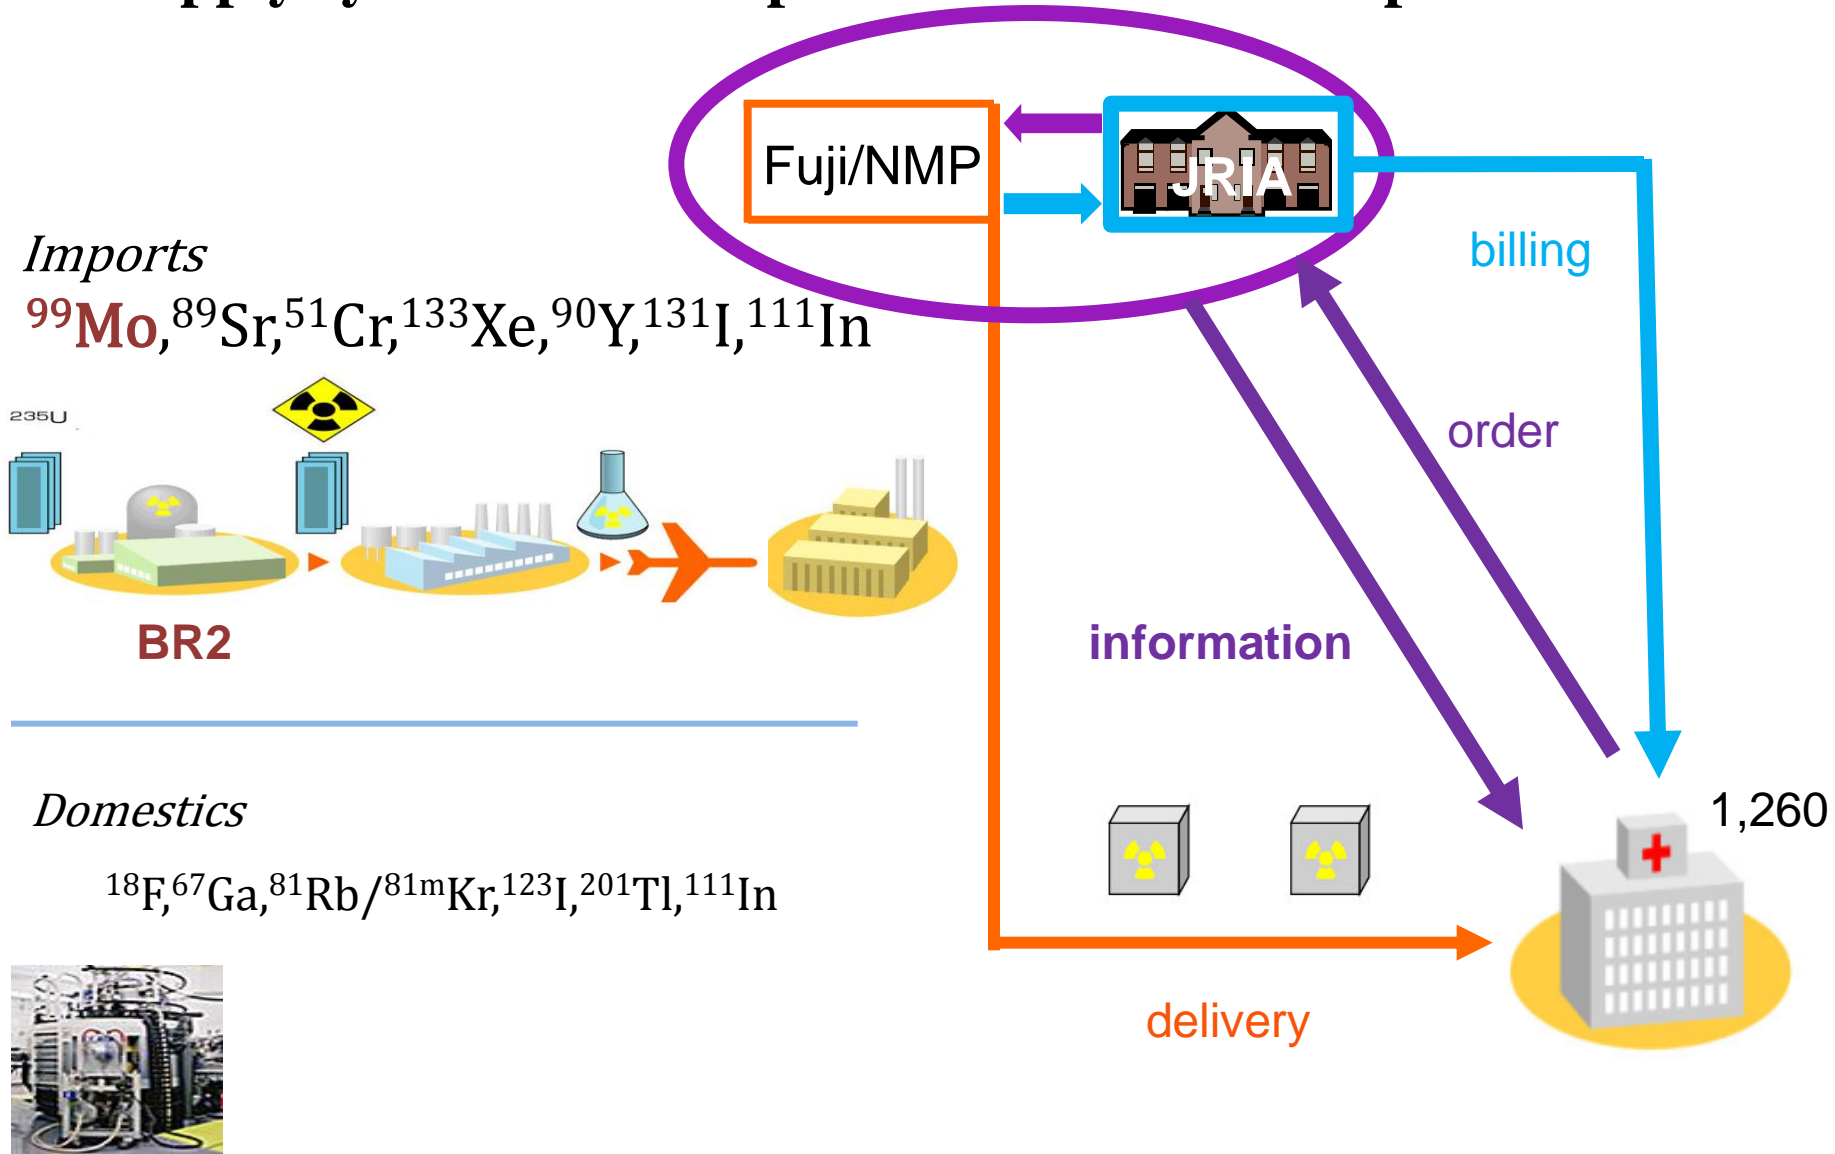 Fuji/NMP
JRIA
billing
Imports
⁹⁹Mo,⁸⁹Sr,⁵¹Cr,¹³³Xe,⁹⁰Y,¹³¹I,¹¹¹In
235U
order
BR2
information
Domestics
1,260
¹⁸F,⁶⁷Ga,⁸¹Rb/⁸¹ᵐKr,¹²³I,²⁰¹Tl,¹¹¹In
delivery